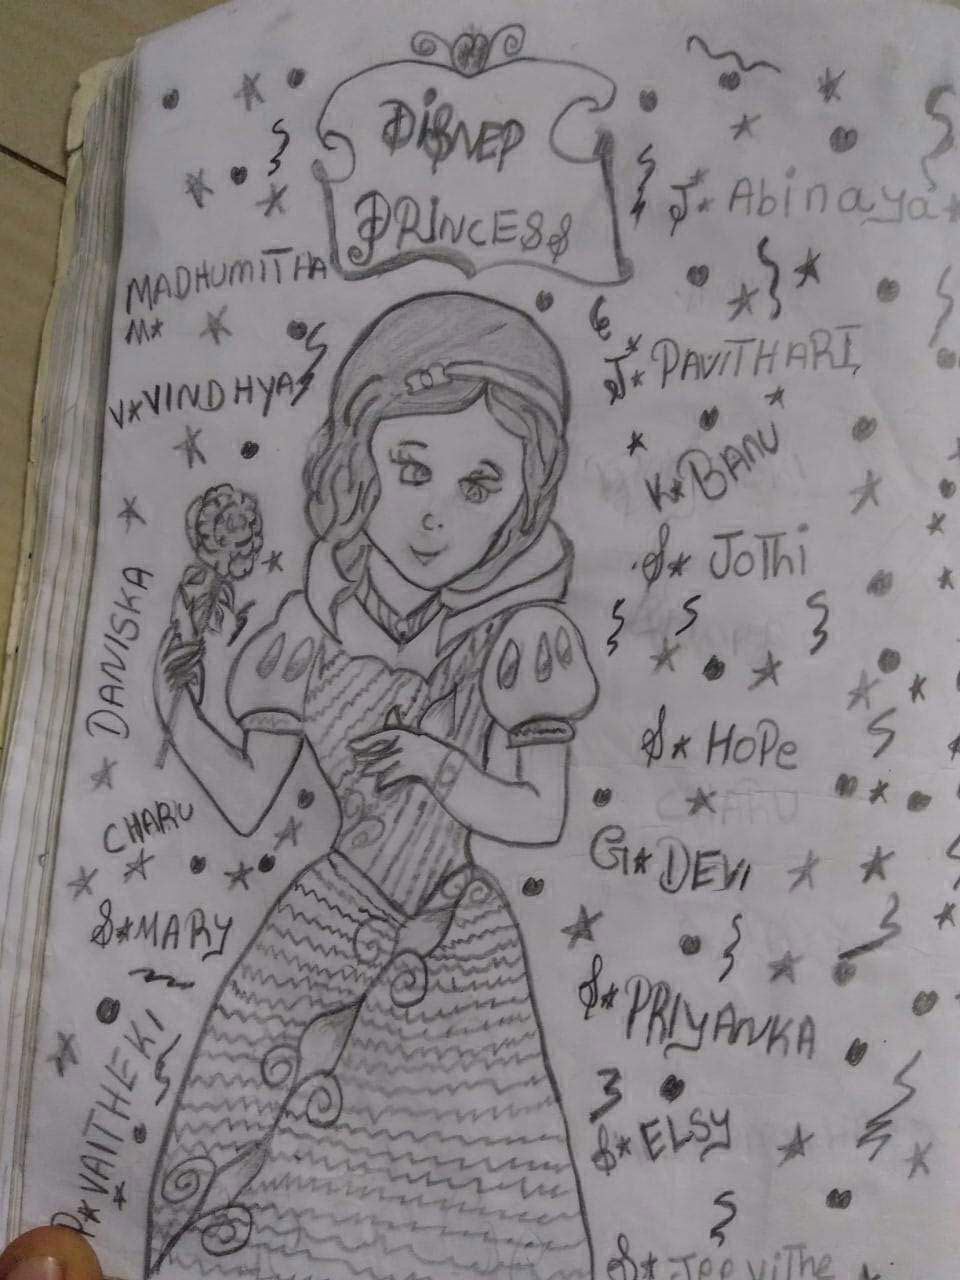 DISNEP
PRINCESS
J* Abinaya
MADHUMITHA
M*
J* PAVITHARI
V*VINDHYA
K* BANU
S* JOThi
DANISKA
S* HOPe
CHARU
G* DEVI
S*MARY
S* PRIYANKA
P*VAITHEKI
S* ELSY
S* Jeevithe